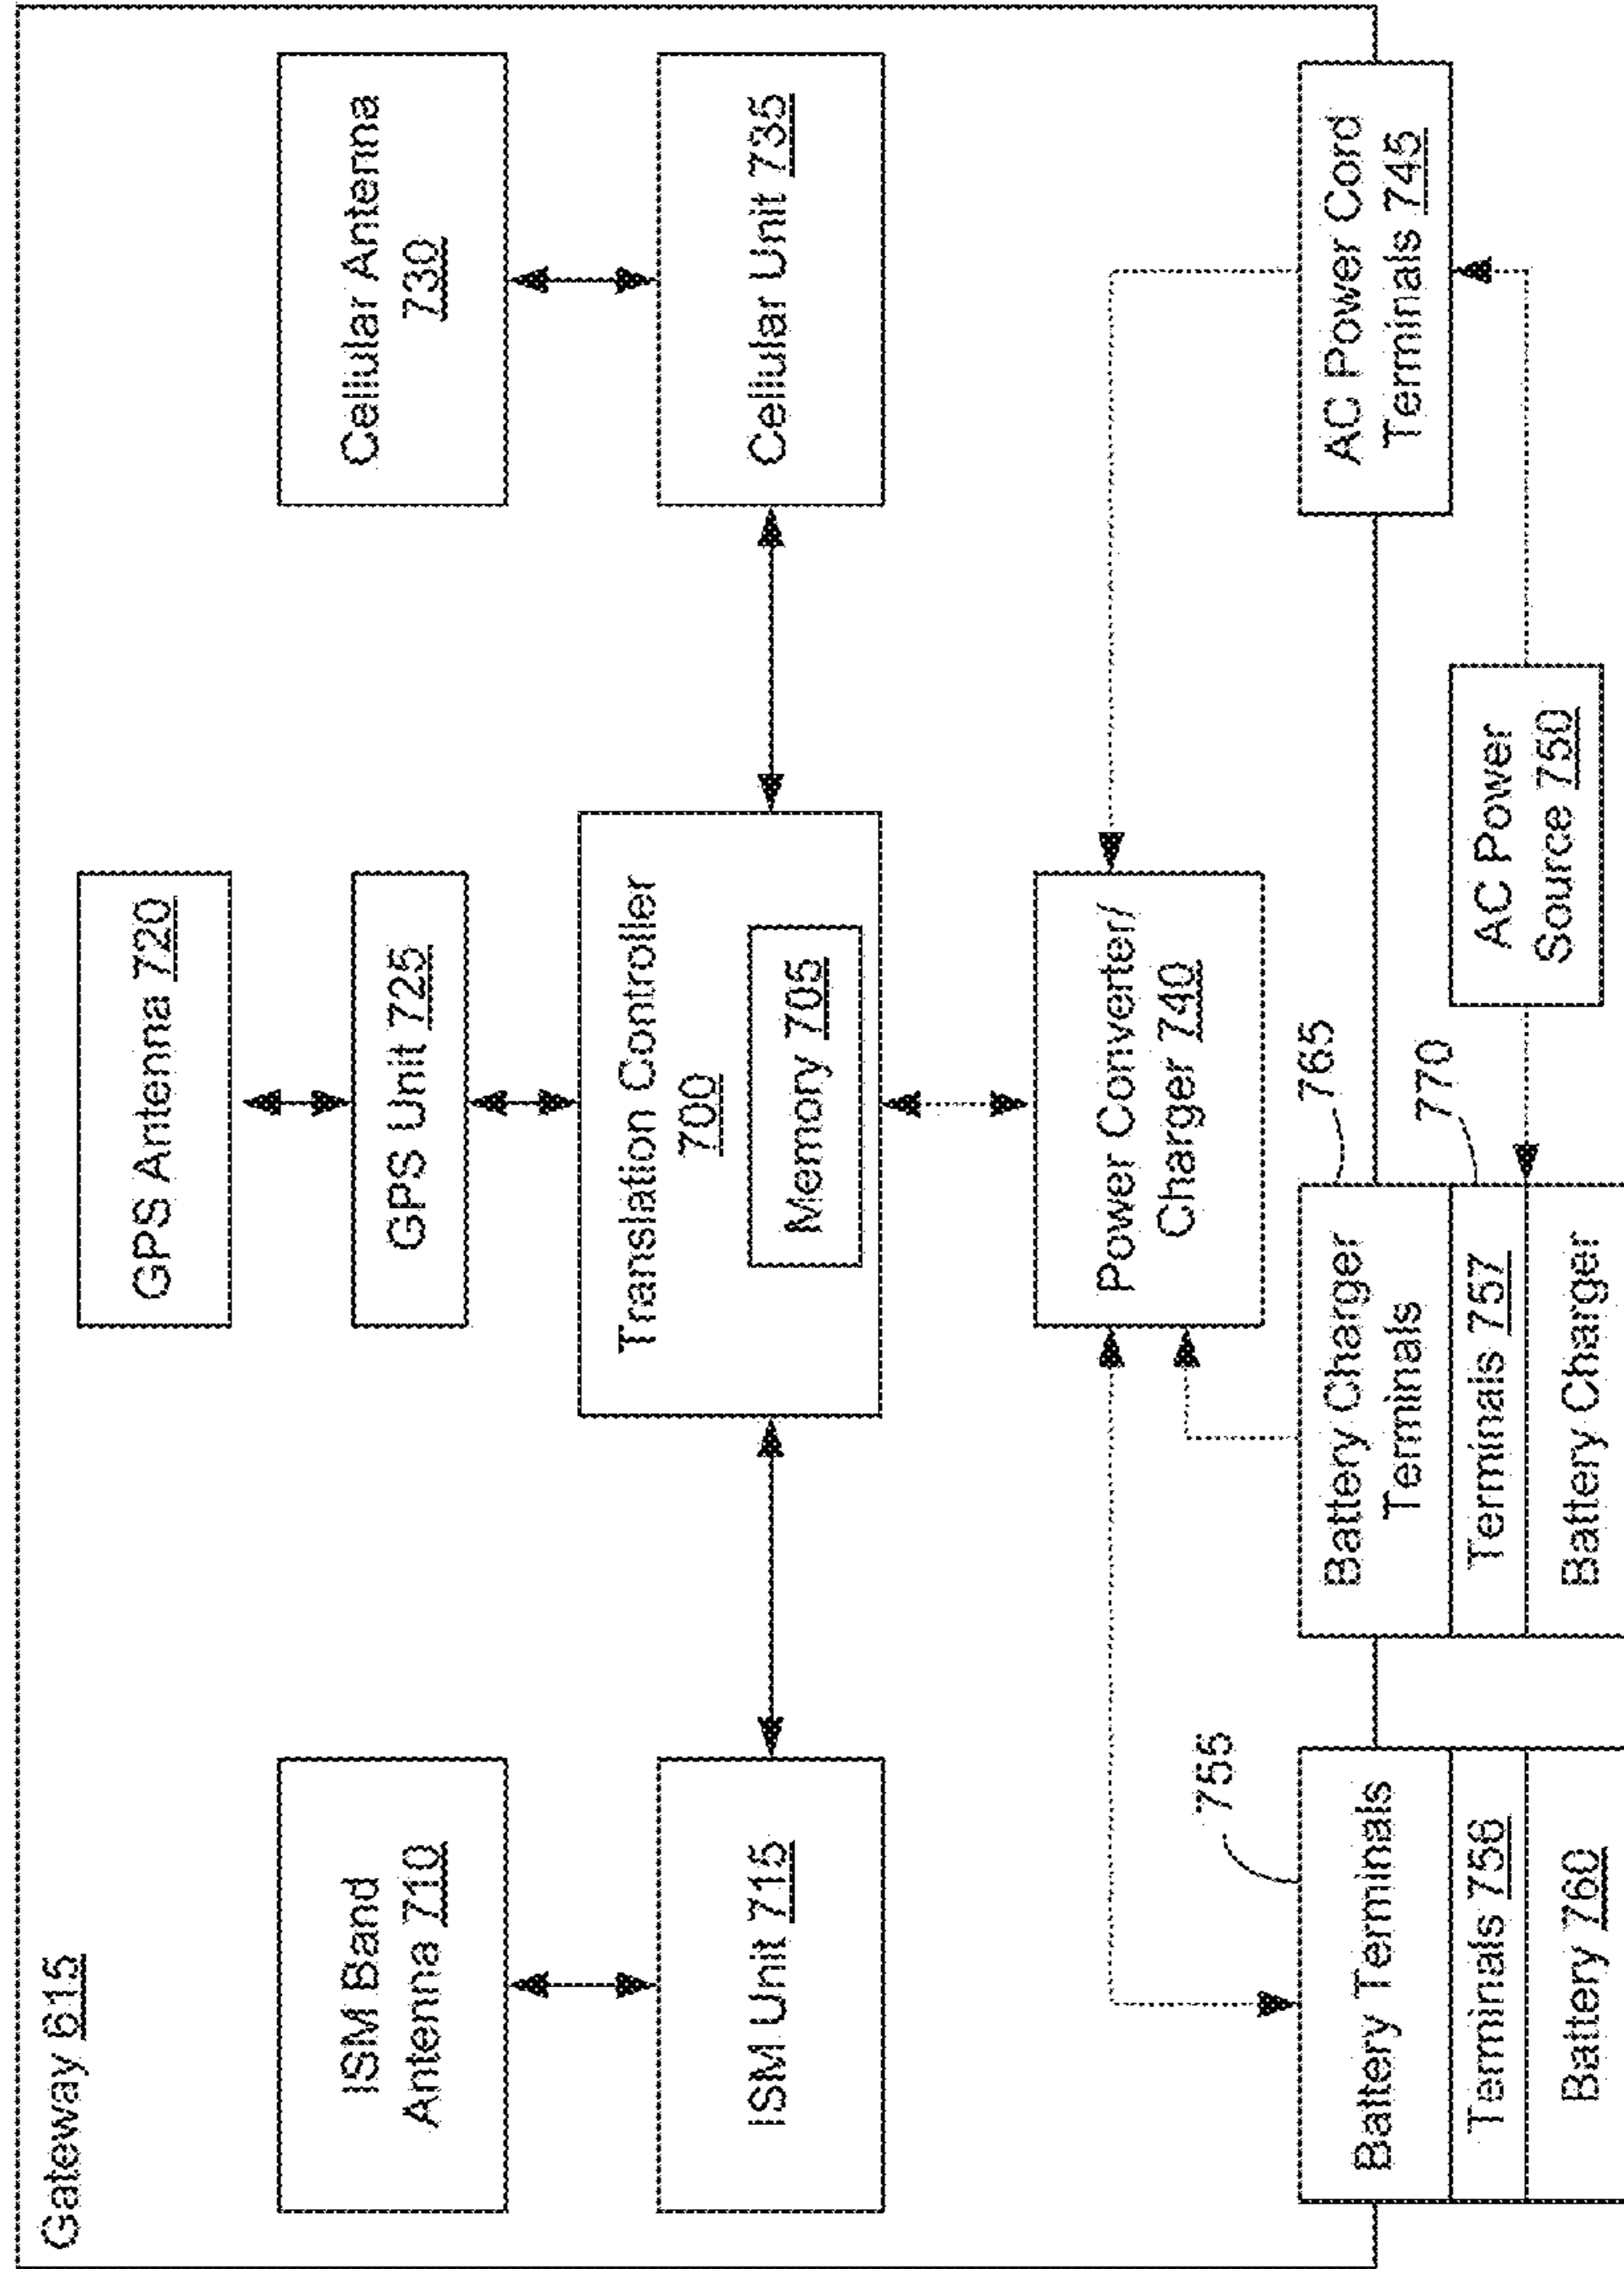 Gateway 615
GPS Antenna 720
ISM Band
Antenna 710
GPS Unit 725
Cellular Antenna
730
ISM Unit 715
Translation Controller
700
Memory 705
Cellular Unit 735
Power Converter/
Charger 740
755
765
770
Battery Terminals
Terminals 756
Battery 760
Battery Charger
Terminals
Terminals 757
Battery Charger
AC Power
Source 750
AC Power Cord
Terminals 745